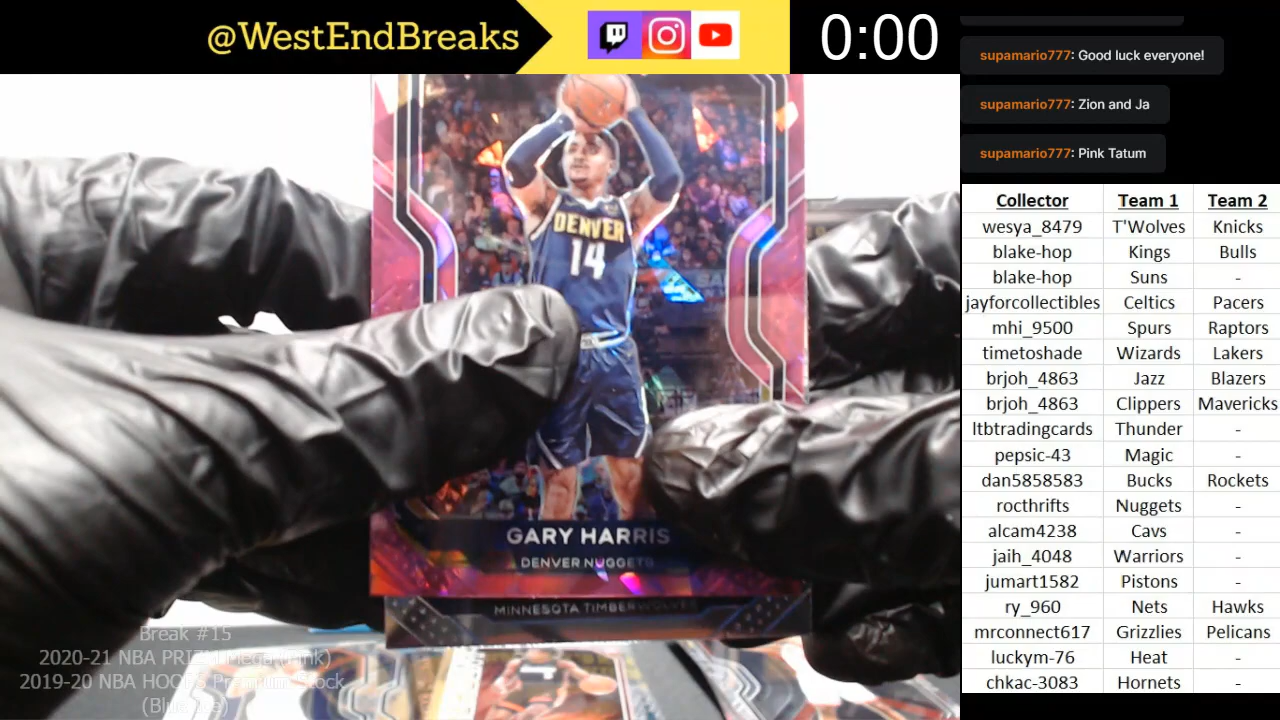 @WestEndBreaks
0:00
supamario777: Good luck everyone!
supamario777: Zion and Ja
supamario777: Pink Tatum
DENVER
14
GARY HARRIS
DENVER NUGGETS
MINNESOTA TIMBERWOLVES
Break #15
2020-21 NBA PRIZM Mega (Pink)
2019-20 NBA HOOPS Premium Stock
Collector Team 1 Team 2
wesya_8479 T'Wolves Knicks
blake-hop Kings Bulls
blake-hop Suns -
jayforcollectibles Celtics Pacers
mhi_9500 Spurs Raptors
timetoshade Wizards Lakers
brjoh_4863 Jazz Blazers
brjoh_4863 Clippers Mavericks
ltbtradingcards Thunder -
pepsic-43 Magic -
dan5858583 Bucks Rockets
rocthrifts Nuggets -
alcam4238 Cavs -
jaih_4048 Warriors -
jumart1582 Pistons -
ry_960 Nets Hawks
mrconnect617 Grizzlies Pelicans
luckym-76 Heat -
chkac-3083 Hornets -